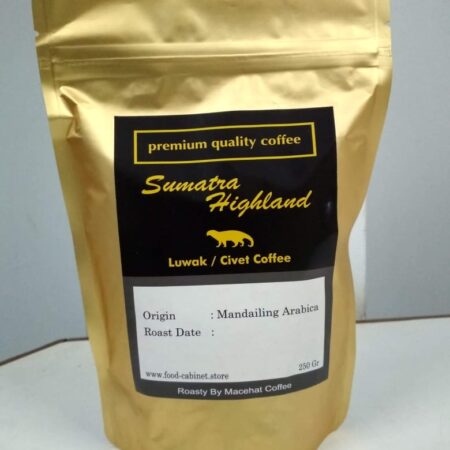 premium quality coffee
Sumatra
Highland
Luwak / Civet Coffee
Origin : Mandailing Arabica
Roast Date :
250 Gr
www.food-cabinet.store
Roasty By Macehat Coffee